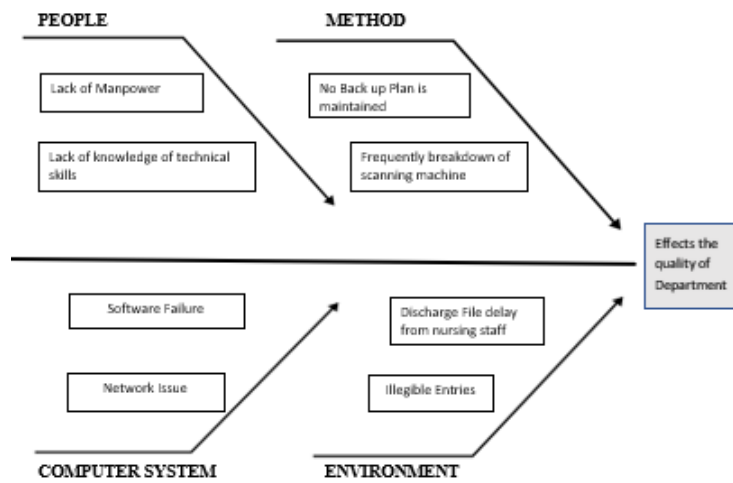 PEOPLE
METHOD
Lack of Manpower
No Back up Plan is
maintained
Lack of knowledge of technical
skills
Frequently breakdown of
scanning machine
Effects the
quality of
Department
Software Failure
Discharge File delay
from nursing staff
Network Issue
Illegible Entries
COMPUTER SYSTEM
ENVIRONMENT